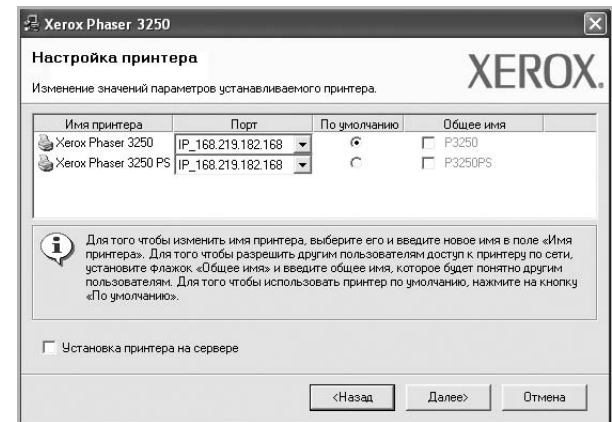 Xerox Phaser 3250
Настройка принтера
Изменение значений параметров устанавливаемого принтера.
XEROX.
Имя принтера Порт По умолчанию Общее имя
Xerox Phaser 3250 IP_168.219.182.168 P3250
Xerox Phaser 3250 PS IP_168.219.182.168 P3250PS
Для того чтобы изменить имя принтера, выберите его и введите новое имя в поле «Имя
принтера». Для того чтобы разрешить другим пользователям доступ к принтеру по сети,
установите флажок «Общее имя» и введите общее имя, которое будет понятно другим
пользователям. Для того чтобы использовать принтер по умолчанию, нажмите на кнопку
«По умолчанию».
Установка принтера на сервере
<Назад Далее> Отмена